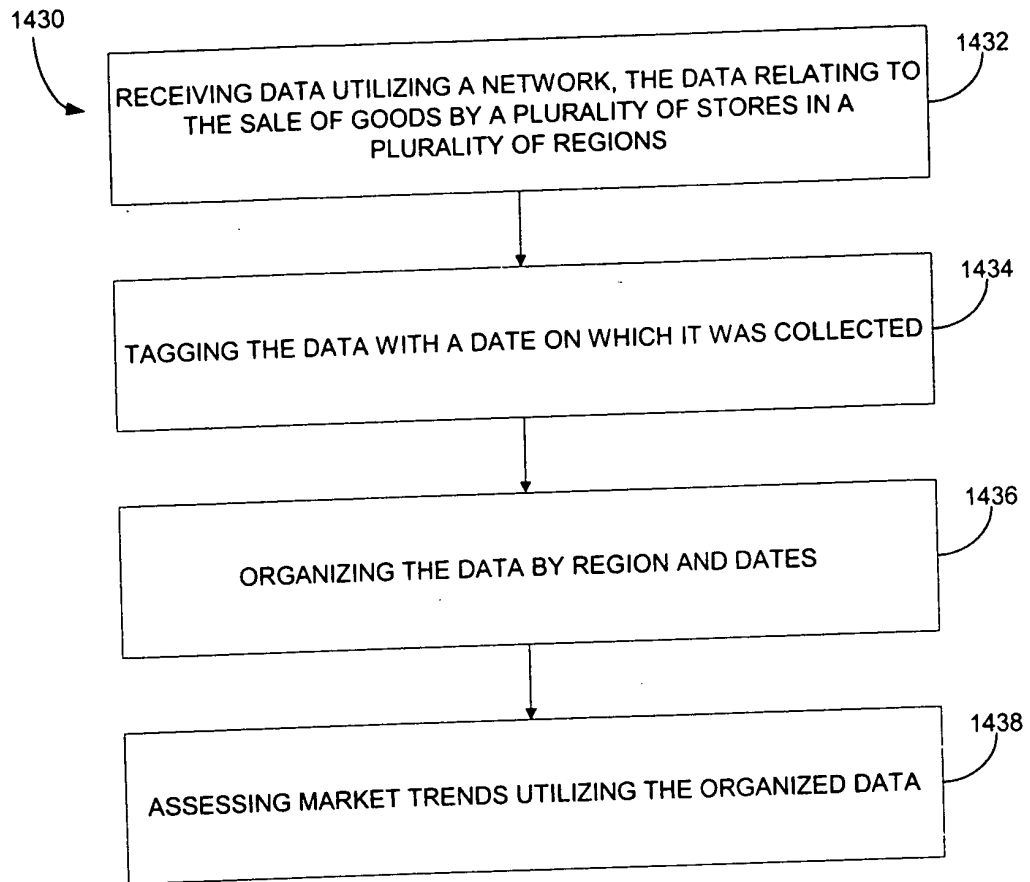 1430
1432
RECEIVING DATA UTILIZING A NETWORK, THE DATA RELATING TO
THE SALE OF GOODS BY A PLURALITY OF STORES IN A
PLURALITY OF REGIONS
1434
TAGGING THE DATA WITH A DATE ON WHICH IT WAS COLLECTED
1436
ORGANIZING THE DATA BY REGION AND DATES
1438
ASSESSING MARKET TRENDS UTILIZING THE ORGANIZED DATA